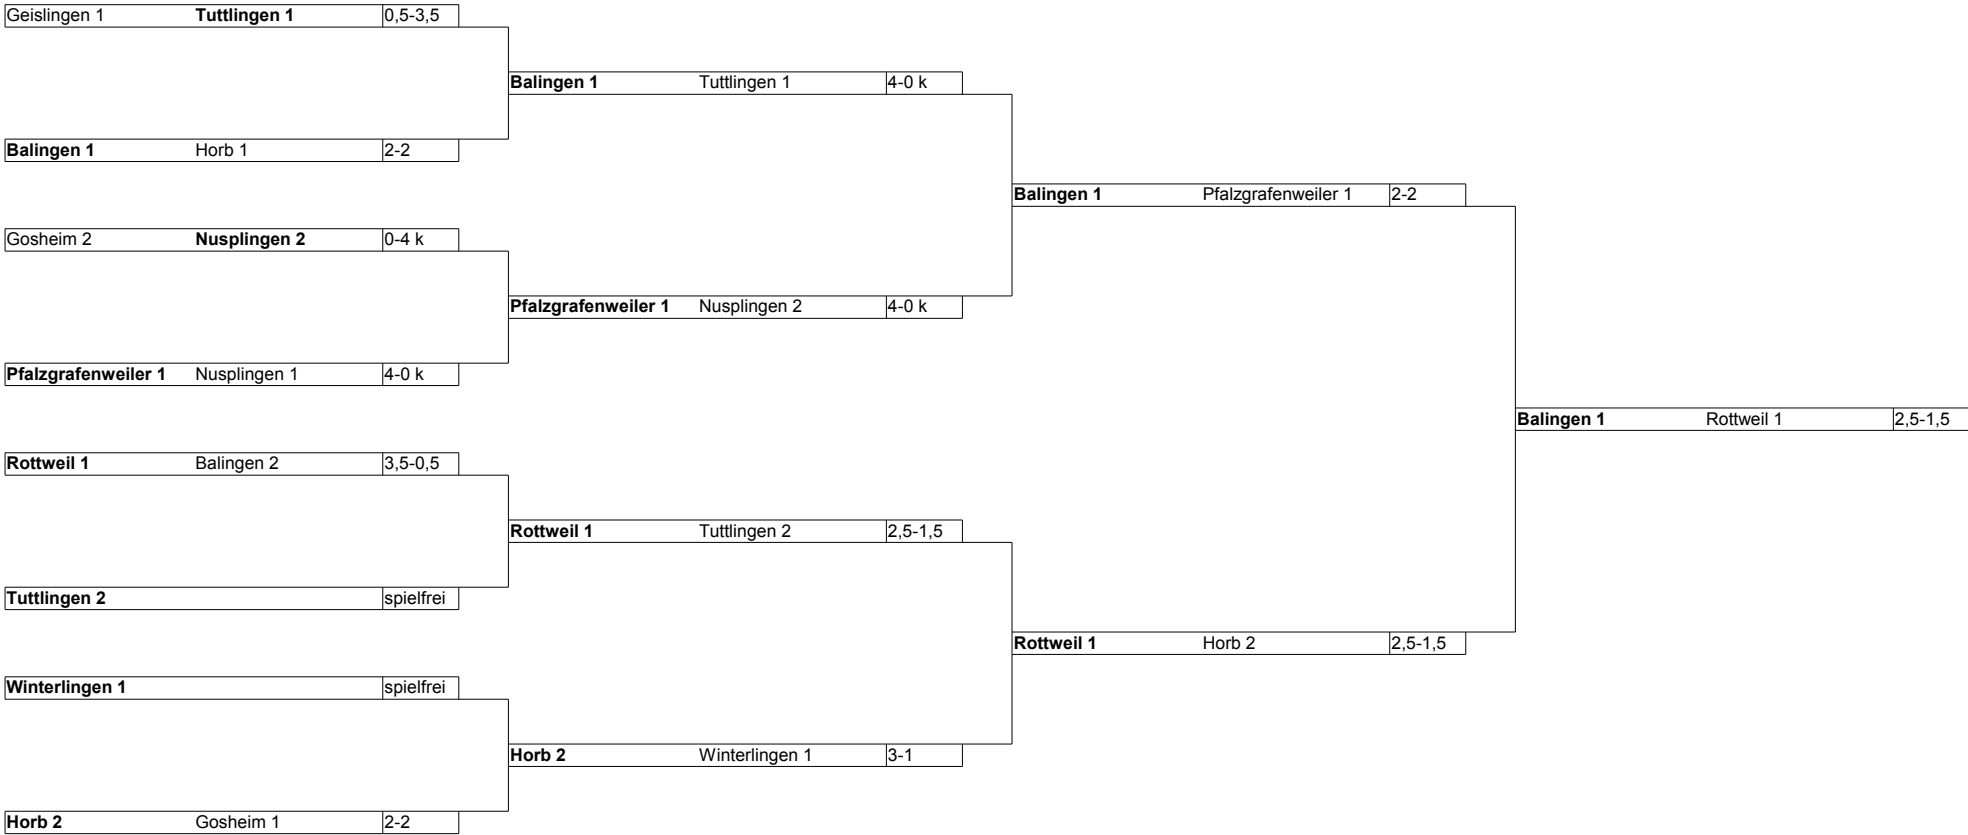 Geislingen 1 Tuttlingen 1 0,5-3,5
Balingen 1 Tuttlingen 1 4-0 k
Balingen 1 Horb 1 2-2
Balingen 1 Pfalzgrafenweiler 1 2-2
Gosheim 2 Nusplingen 2 0-4 k
Pfalzgrafenweiler 1 Nusplingen 2 4-0 k
Pfalzgrafenweiler 1 Nusplingen 1 4-0 k
Balingen 1 Rottweil 1 2,5-1,5
Rottweil 1 Balingen 2 3,5-0,5
Rottweil 1 Tuttlingen 2 2,5-1,5
Tuttlingen 2 spielfrei
Rottweil 1 Horb 2 2,5-1,5
Winterlingen 1 spielfrei
Horb 2 Winterlingen 1 3-1
Horb 2 Gosheim 1 2-2